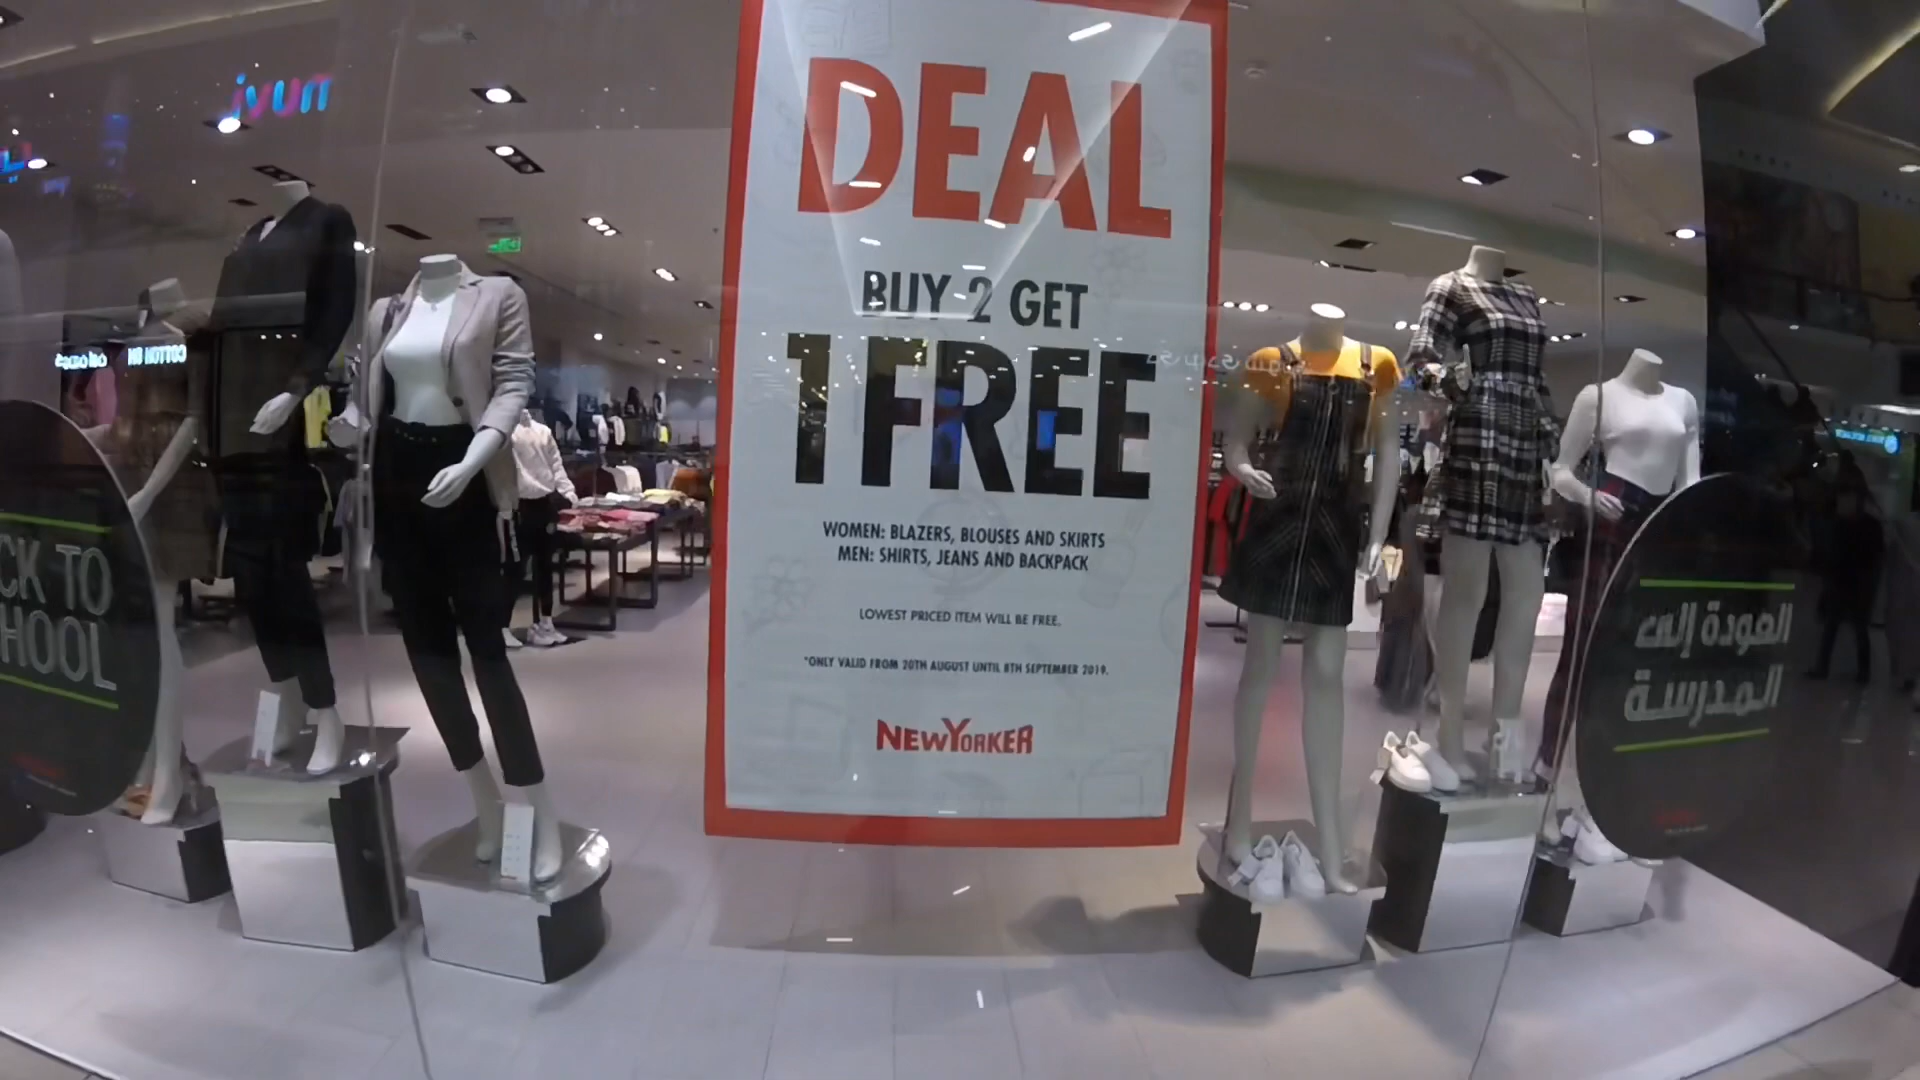 DEAL
BUY 2 GET
1 FREE
WOMEN: BLAZERS, BLOUSES AND SKIRTS
MEN: SHIRTS, JEANS AND BACKPACK
LOWEST PRICED ITEM WILL BE FREE.
*ONLY VALID FROM 20TH AUGUST UNTIL 8TH SEPTEMBER 2019.
NEWYORKER
CK TO
HOOL
العودة إلى
المدرسة
COTTON ON